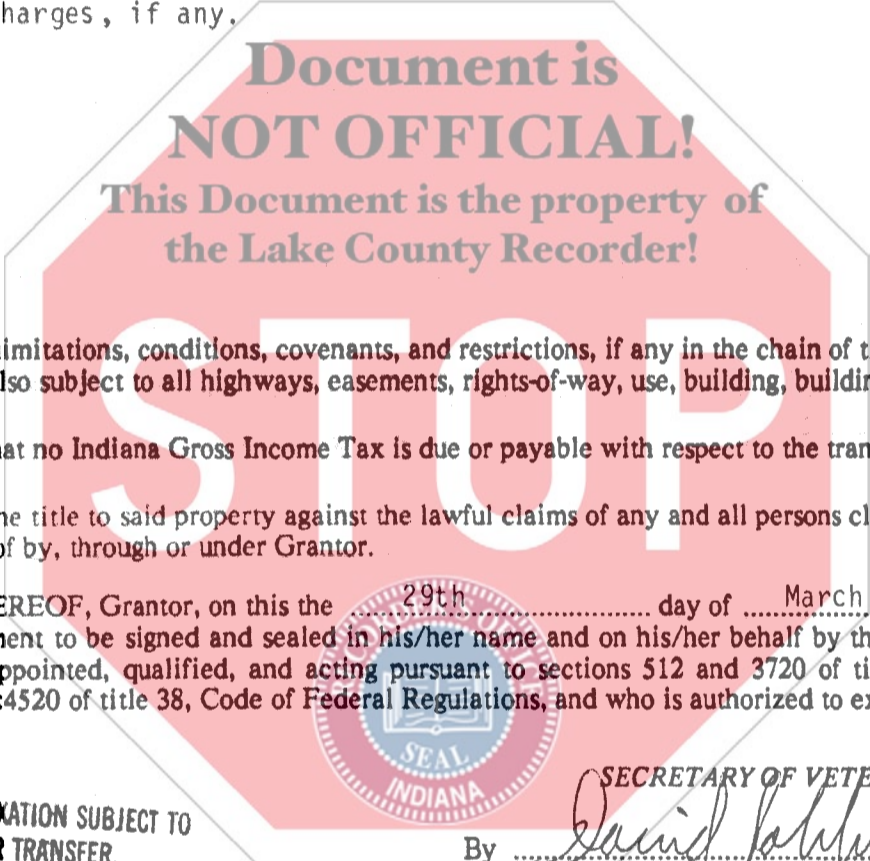 harges, if any.
Document is
NOT OFFICIAL!
This Document is the property of
the Lake County Recorder!
STOP
imitations, conditions, covenants, and restrictions, if any in the chain of t
lso subject to all highways, easements, rights-of-way, use, building, buildin
at no Indiana Gross Income Tax is due or payable with respect to the tran
he title to said property against the lawful claims of any and all persons cl
of by, through or under Grantor.
EREOF, Grantor, on this the 29th day of March
ment to be signed and sealed in his/her name and on his/her behalf by th
ppointed, qualified, and acting pursuant to sections 512 and 3720 of ti
:4520 of title 38, Code of Federal Regulations, and who is authorized to ex
SEAL
INDIANA
SECRETARY OF VETE
XATION SUBJECT TO
R TRANSFER
By David